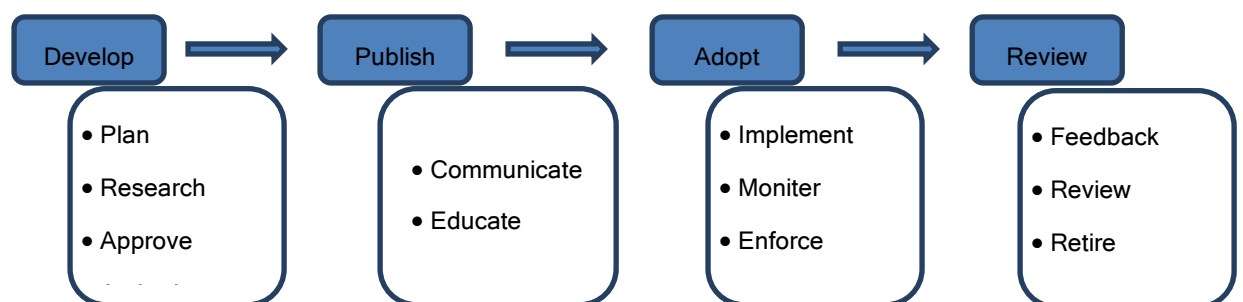 Develop
Publish
Adopt
Review
• Plan
• Research
• Approve
• Communicate
• Educate
• Implement
• Moniter
• Enforce
• Feedback
• Review
• Retire